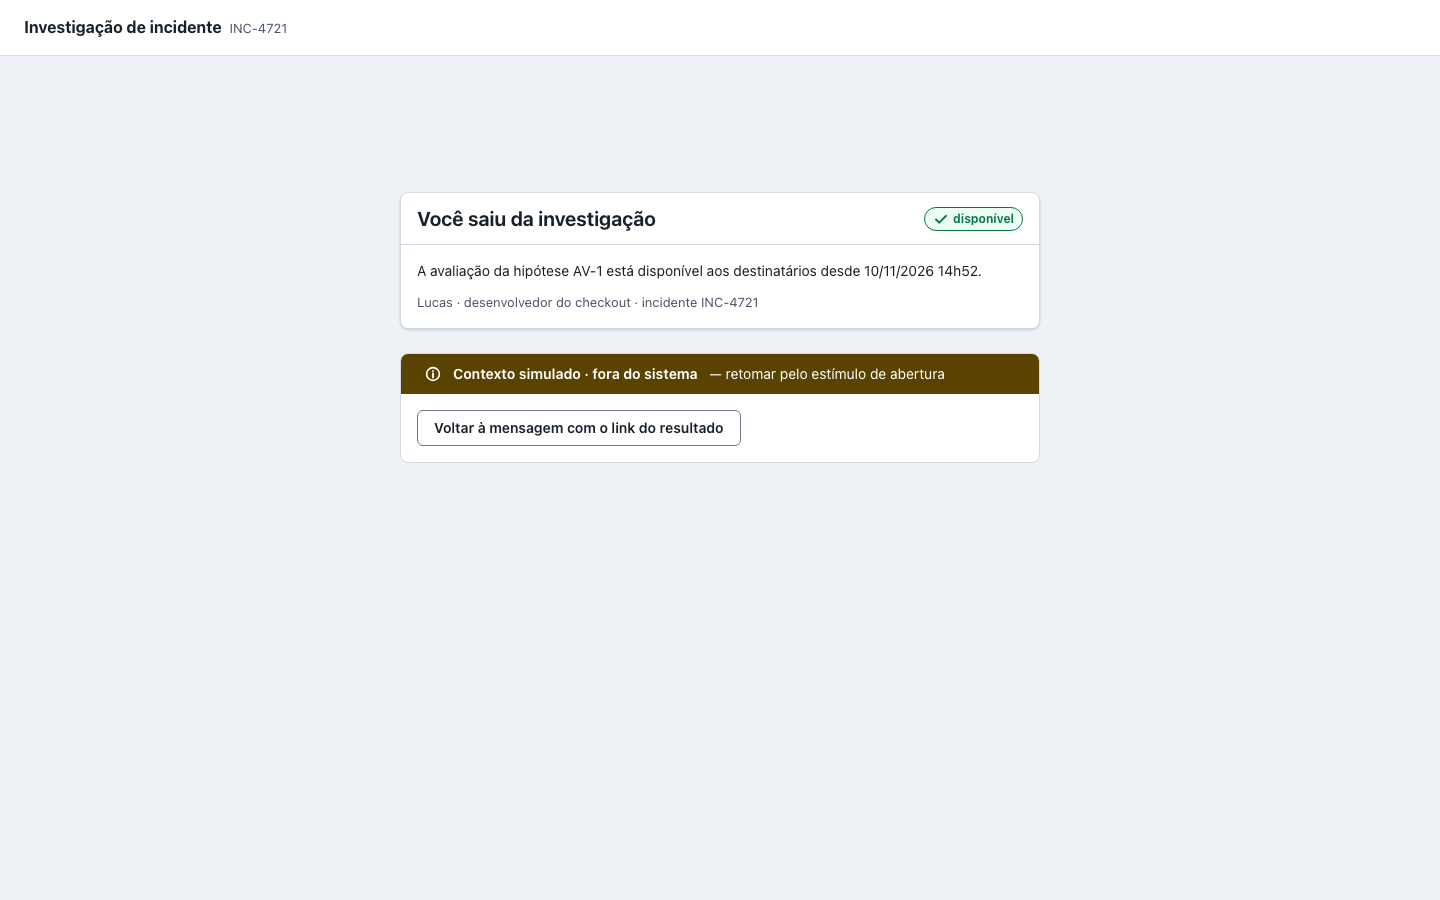 Investigação de incidente INC-4721
Você saiu da investigação
disponível
A avaliação da hipótese AV-1 está disponível aos destinatários desde 10/11/2026 14h52.
Lucas · desenvolvedor do checkout · incidente INC-4721
Contexto simulado · fora do sistema — retomar pelo estímulo de abertura
Voltar à mensagem com o link do resultado